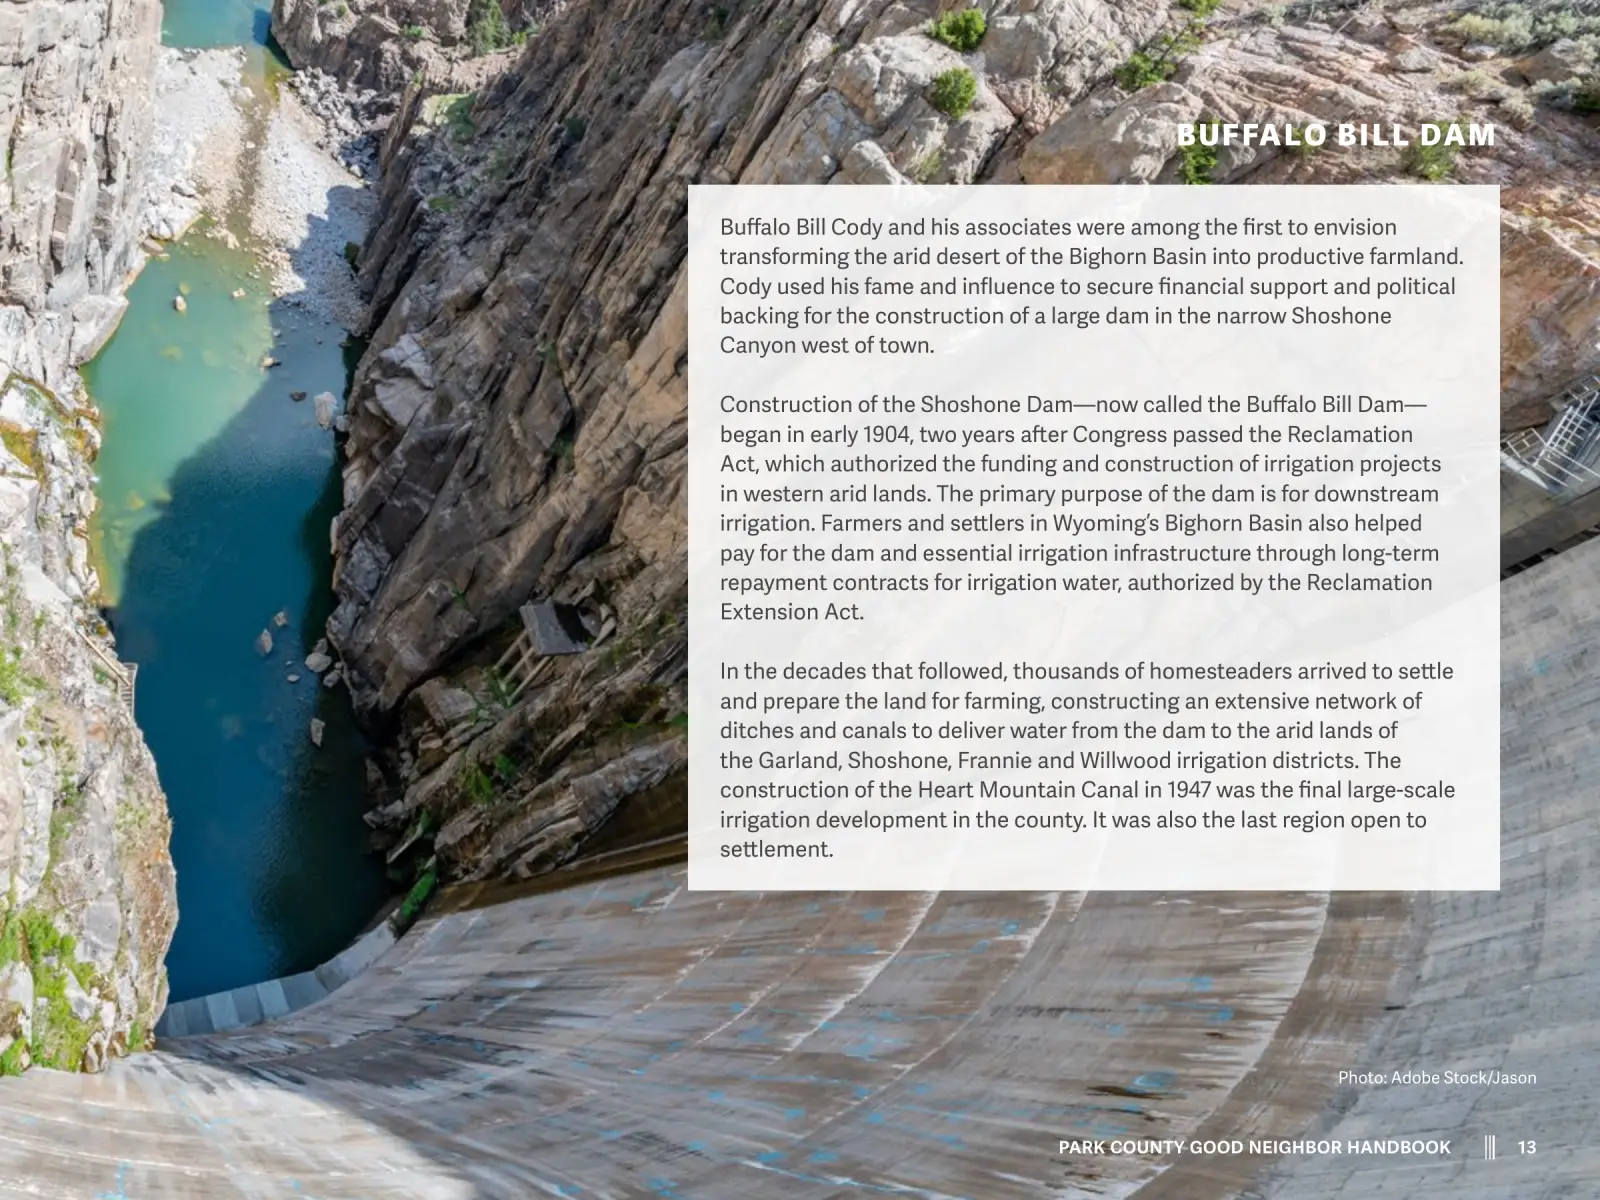 BUFFALO BILL DAM
Buffalo Bill Cody and his associates were among the first to envision
transforming the arid desert of the Bighorn Basin into productive farmland.
Cody used his fame and influence to secure financial support and political
backing for the construction of a large dam in the narrow Shoshone
Canyon west of town.
Construction of the Shoshone Dam—now called the Buffalo Bill Dam—
began in early 1904, two years after Congress passed the Reclamation
Act, which authorized the funding and construction of irrigation projects
in western arid lands. The primary purpose of the dam is for downstream
irrigation. Farmers and settlers in Wyoming’s Bighorn Basin also helped
pay for the dam and essential irrigation infrastructure through long-term
repayment contracts for irrigation water, authorized by the Reclamation
Extension Act.
In the decades that followed, thousands of homesteaders arrived to settle
and prepare the land for farming, constructing an extensive network of
ditches and canals to deliver water from the dam to the arid lands of
the Garland, Shoshone, Frannie and Willwood irrigation districts. The
construction of the Heart Mountain Canal in 1947 was the final large-scale
irrigation development in the county. It was also the last region open to
settlement.
Photo: Adobe Stock/Jason
PARK COUNTY GOOD NEIGHBOR HANDBOOK ||| 13